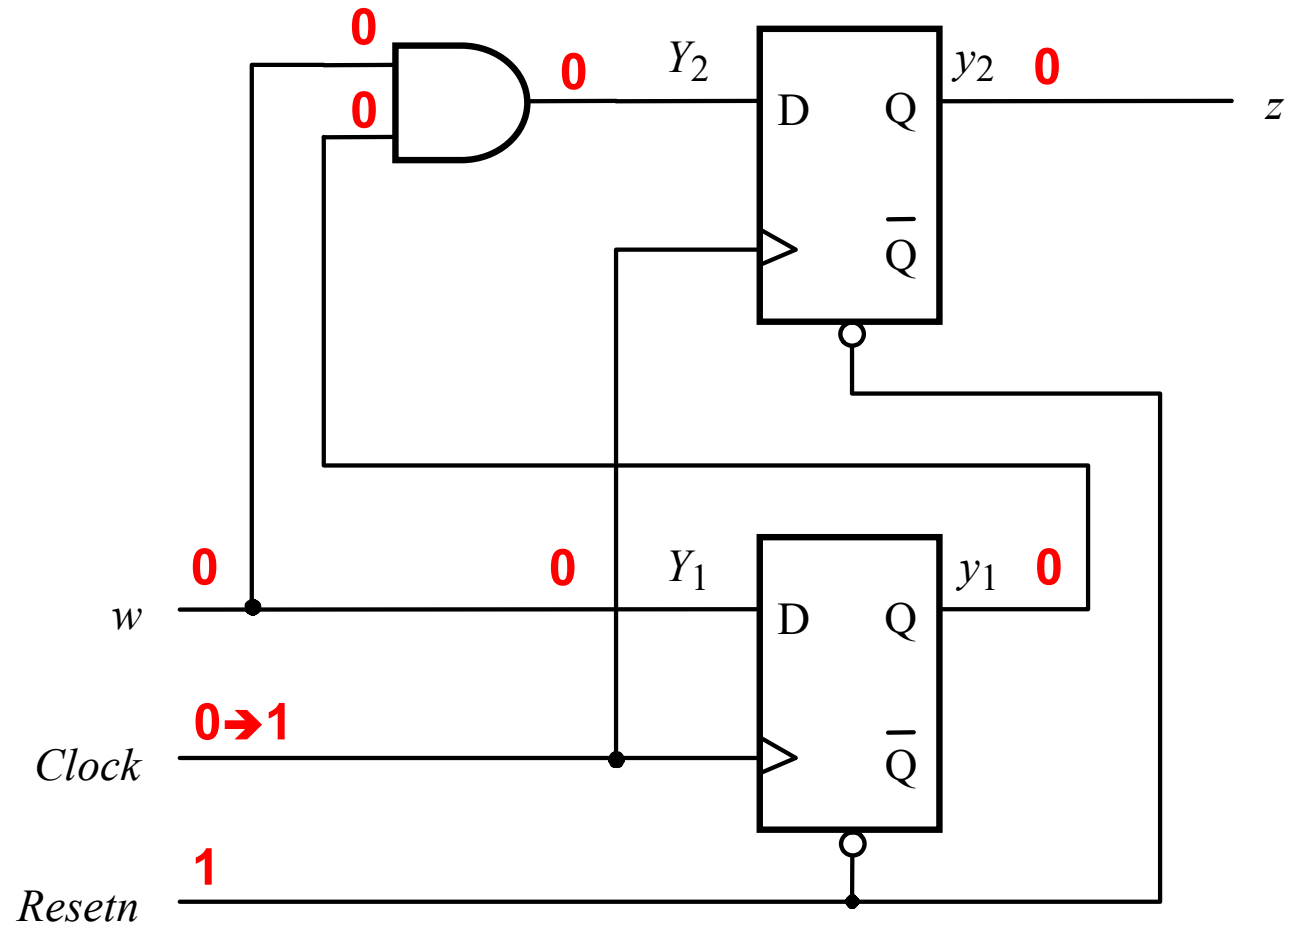 0
0 Y₂ y₂ 0
0
D Q z
Q̅
0 0 Y₁ y₁ 0
w D Q
0➔1
Clock Q̅
1
Resetn